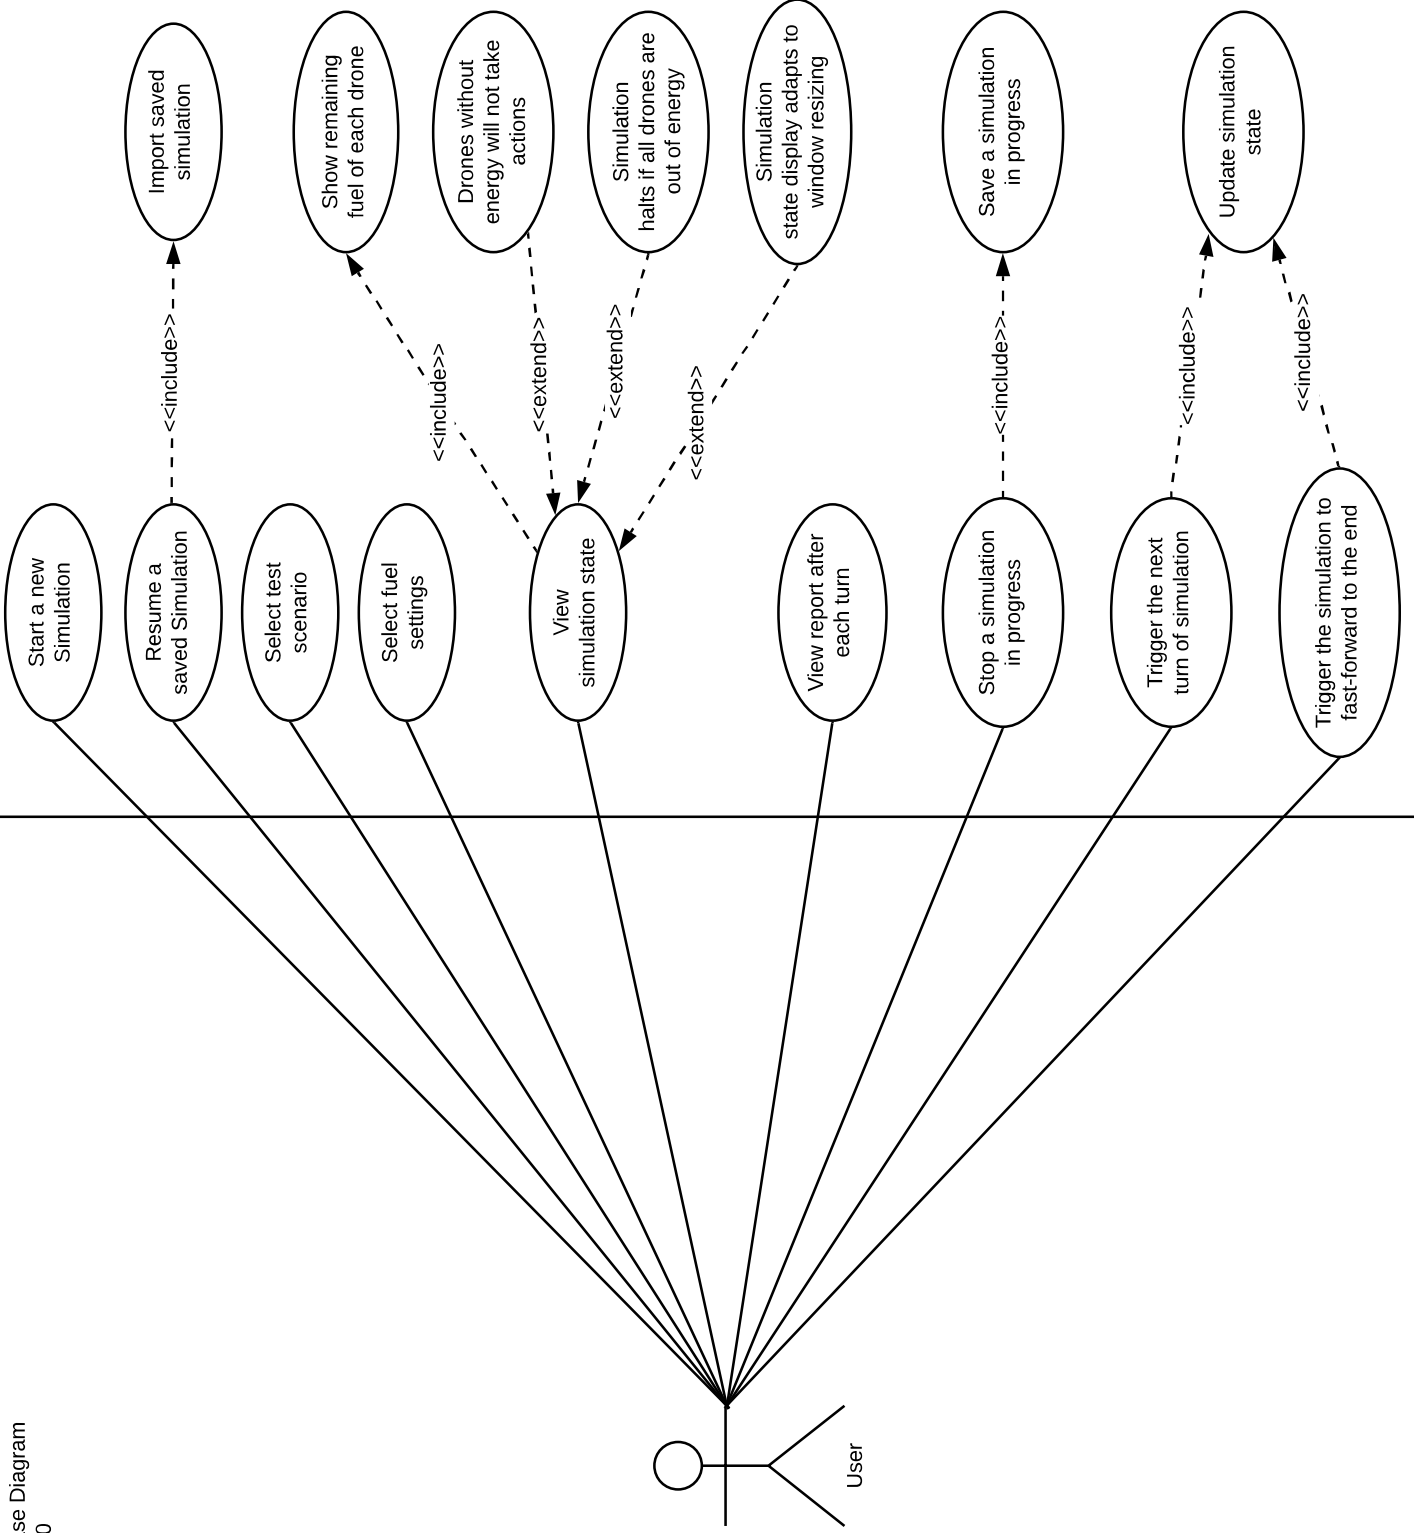 se Diagram
0
User
Start a new
Simulation
Resume a
saved Simulation
<<include>>
Import saved
simulation
Select test
scenario
Select fuel
settings
View
simulation state
<<include>>
Show remaining
fuel of each drone
<<extend>>
Drones without
energy will not take
actions
<<extend>>
Simulation
halts if all drones are
out of energy
<<extend>>
Simulation
state display adapts to
window resizing
View report after
each turn
Stop a simulation
in progress
<<include>>
Save a simulation
in progress
Trigger the next
turn of simulation
<<include>>
Update simulation
state
Trigger the simulation to
fast-forward to the end
<<include>>